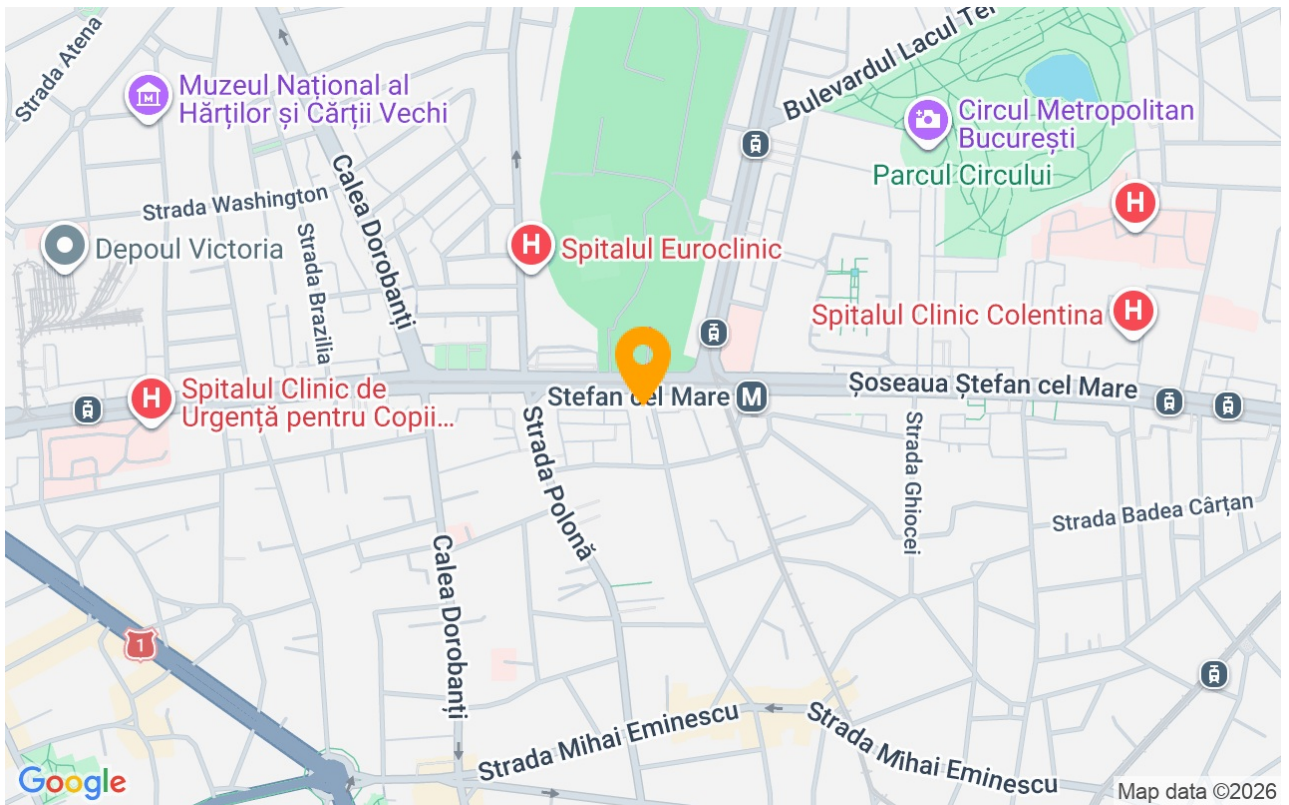 Strada Atena
Muzeul Național al
Hărților și Cărții Vechi
Bulevardul Lacul Tei
Circul Metropolitan
București
Parcul Circului
H
Calea Dorobanți
Strada Washington
Depoul Victoria
Strada Brazilia
H
Spitalul Euroclinic
Spitalul Clinic Colentina
H
H
Spitalul Clinic de
Urgență pentru Copii...
Stefan cel Mare
M
Șoseaua Ștefan cel Mare
Strada Polonă
Strada Ghiocei
Strada Badea Cârțan
Calea Dorobanți
1
Strada Mihai Eminescu
Strada Mihai Eminescu
Google
Map data ©2026